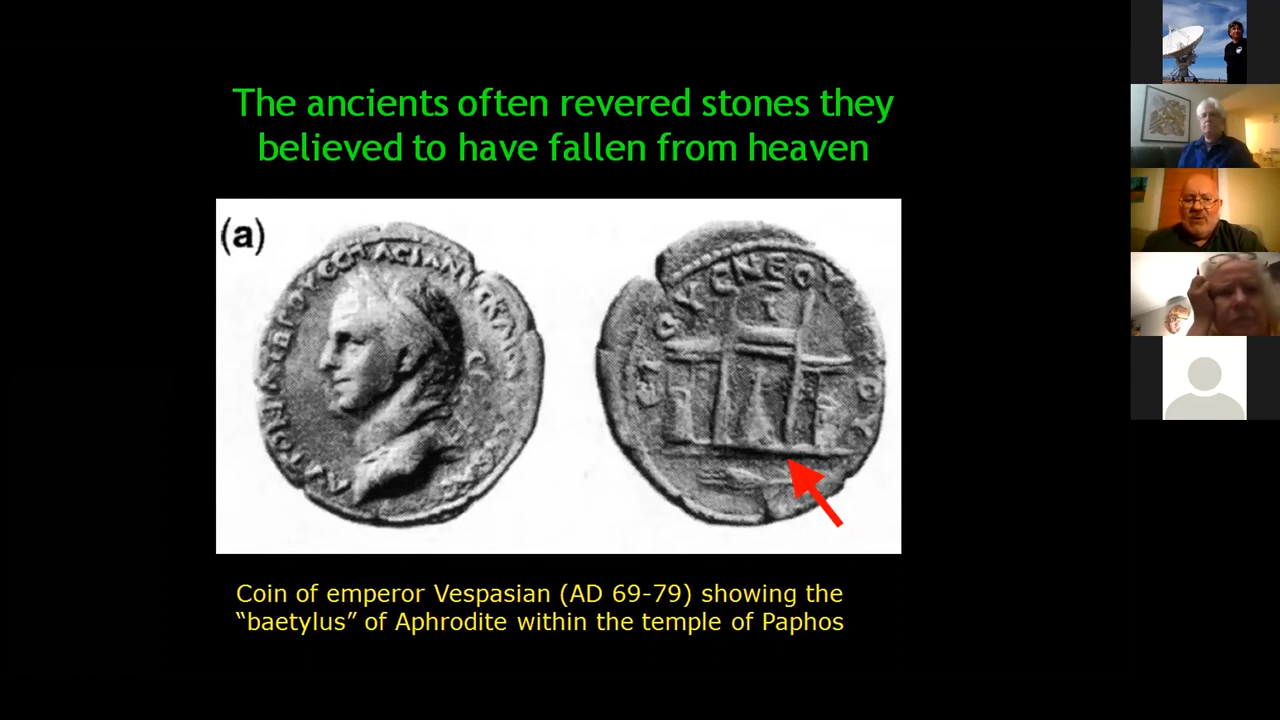 The ancients often revered stones they
believed to have fallen from heaven
(a)
Coin of emperor Vespasian (AD 69-79) showing the
“baetylus” of Aphrodite within the temple of Paphos